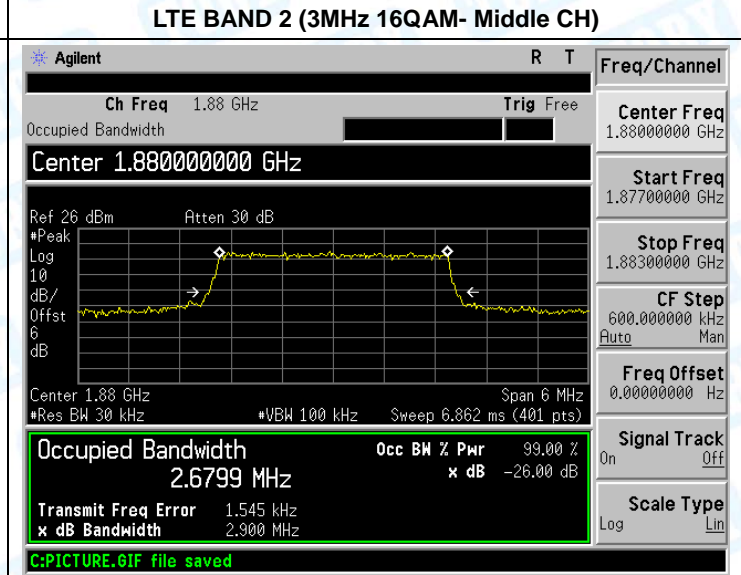 LTE BAND 2 (3MHz 16QAM- Middle CH)
Agilent R T
Ch Freq 1.88 GHz Trig Free
Occupied Bandwidth
Center 1.880000000 GHz
Ref 26 dBm Atten 30 dB
#Peak
Log
10
dB/
Offst
6
dB
Center 1.88 GHz Span 6 MHz
#Res BW 30 kHz #VBW 100 kHz Sweep 6.862 ms (401 pts)
Occupied Bandwidth Occ BW % Pwr 99.00 %
2.6799 MHz x dB -26.00 dB
Transmit Freq Error 1.545 kHz
x dB Bandwidth 2.900 MHz
C:PICTURE.GIF file saved
Freq/Channel
Center Freq
1.88000000 GHz
Start Freq
1.87700000 GHz
Stop Freq
1.88300000 GHz
CF Step
600.000000 kHz
Auto Man
Freq Offset
0.00000000 Hz
Signal Track
On Off
Scale Type
Log Lin